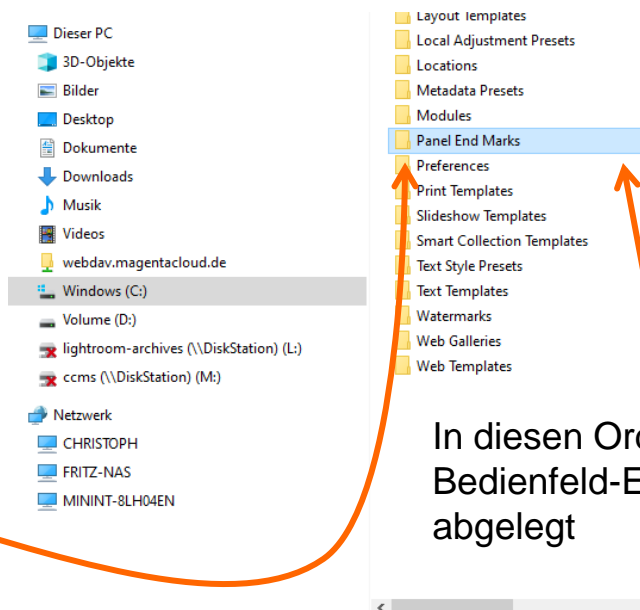 Dieser PC
3D-Objekte
Bilder
Desktop
Dokumente
Downloads
Musik
Videos
webdav.magentacloud.de
Windows (C:)
Volume (D:)
lightroom-archives (\\DiskStation) (L:)
ccms (\\DiskStation) (M:)
Netzwerk
CHRISTOPH
FRITZ-NAS
MININT-8LH04EN
Layout Templates
Local Adjustment Presets
Locations
Metadata Presets
Modules
Panel End Marks
Preferences
Print Templates
Slideshow Templates
Smart Collection Templates
Text Style Presets
Text Templates
Watermarks
Web Galleries
Web Templates
In diesen Or
Bedienfeld-E
abgelegt